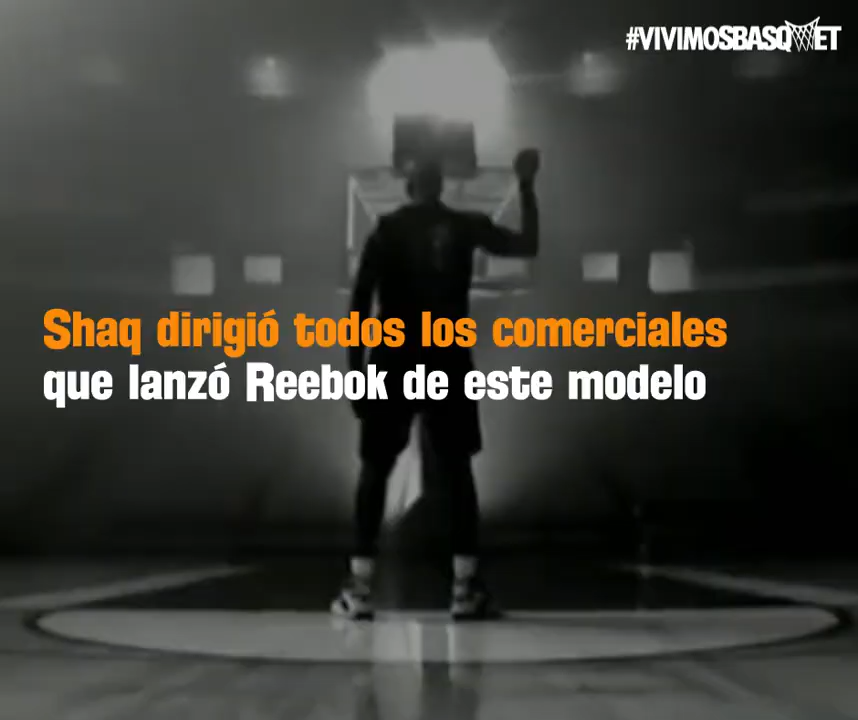 #VIVIMOSBASQUET
Shaq dirigió todos los comerciales
que lanzó Reebok de este modelo